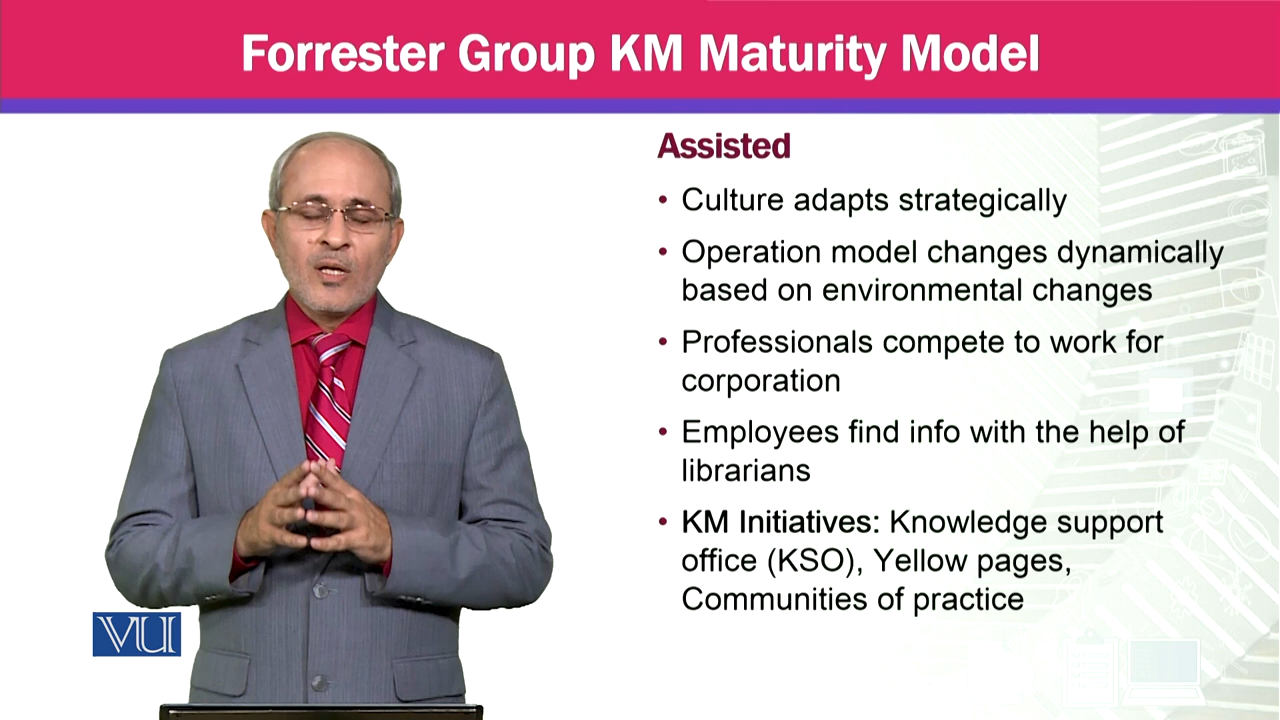 Forrester Group KM Maturity Model
Assisted
• Culture adapts strategically
• Operation model changes dynamically
based on environmental changes
• Professionals compete to work for
corporation
• Employees find info with the help of
librarians
• KM Initiatives: Knowledge support
office (KSO), Yellow pages,
Communities of practice
VU